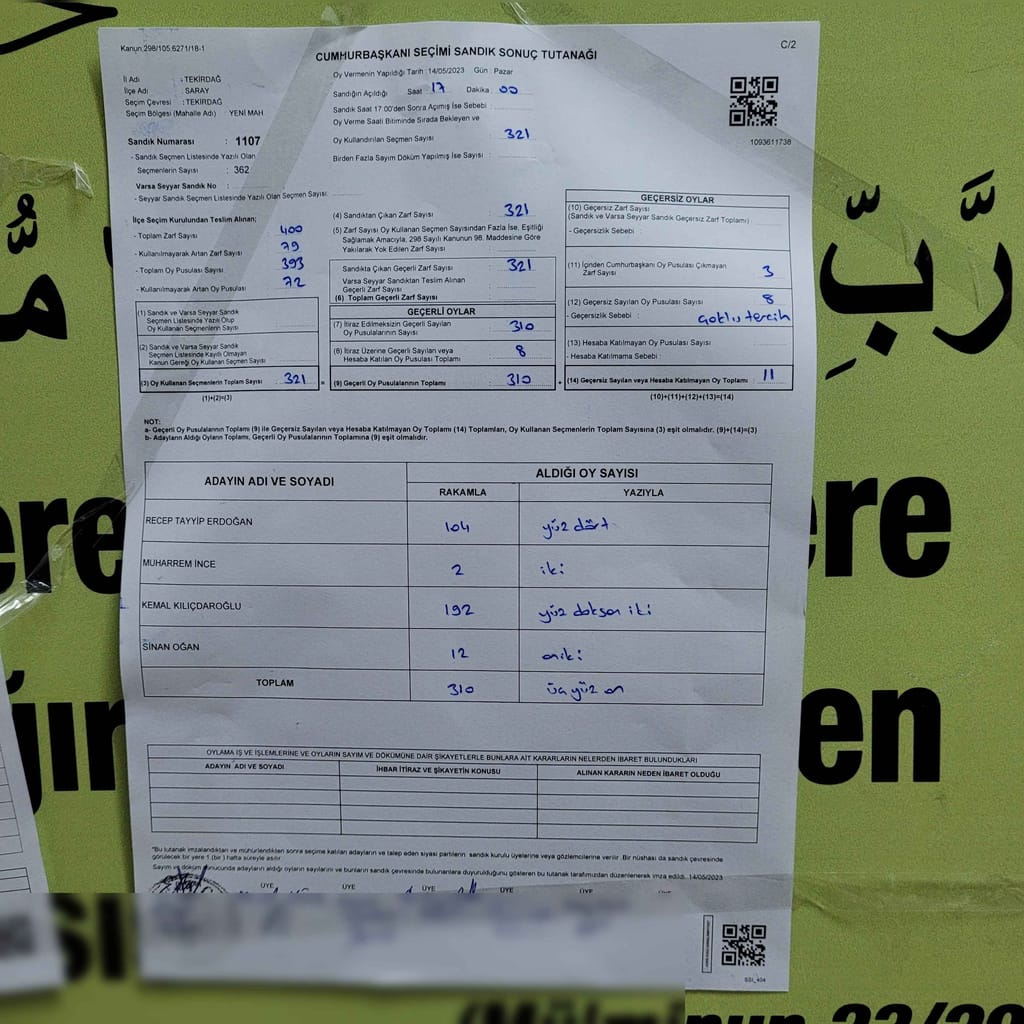 Kanun.298/105,6271/18-1
C/2
CUMHURBAŞKANI SEÇİMİ SANDIK SONUÇ TUTANAĞI
İl Adı : TEKİRDAĞ
İlçe Adı : SARAY
Seçim Çevresi : TEKİRDAĞ
Seçim Bölgesi (Mahalle Adı) : YENİ MAH
Sandık Numarası : 1107
- Sandık Seçmen Listesinde Yazılı Olan
Seçmenlerin Sayısı : 362
Varsa Seyyar Sandık No :
- Seyyar Sandık Seçmen Listesinde Yazılı Olan Seçmen Sayısı:
Oy Vermenin Yapıldığı Tarih :14/05/2023 Gün : Pazar
Sandığın Açıldığı Saat 17 Dakika : 00
Sandık Saat 17:00'den Sonra Açımış İse Sebebi :
Oy Verme Saati Bitiminde Sırada Bekleyen ve
Oy Kullandırılan Seçmen Sayısı : 321
Birden Fazla Sayım Döküm Yapılmış İse Sayısı :
1093611738
İlçe Seçim Kurulundan Teslim Alınan;
- Toplam Zarf Sayısı : 400
- Kullanılmayarak Artan Zarf Sayısı : 79
- Toplam Oy Pusulası Sayısı : 393
- Kullanılmayarak Artan Oy Pusulası : 72
(1) Sandık ve Varsa Seyyar Sandık
Seçmen Listesinde Yazılı Olup
Oy Kullanan Seçmenlerin Sayısı :
(2) Sandık ve Varsa Seyyar Sandık
Seçmen Listesinde Kayıtlı Olmayan
Kanun Gereği Oy Kullanan Seçmen Sayısı :
(3) Oy Kullanan Seçmenlerin Toplam Sayısı : 321
(1)+(2)=(3)
(4) Sandıktan Çıkan Zarf Sayısı : 321
(5) Zarf Sayısı Oy Kullanan Seçmen Sayısından Fazla İse, Eşitliği
Sağlamak Amacıyla, 298 Sayılı Kanunun 98. Maddesine Göre
Yakılarak Yok Edilen Zarf Sayısı :
Sandıkta Çıkan Geçerli Zarf Sayısı : 321
Varsa Seyyar Sandıktan Teslim Alınan
Geçerli Zarf Sayısı :
(6) Toplam Geçerli Zarf Sayısı :
GEÇERLİ OYLAR
(7) İtiraz Edilmeksizin Geçerli Sayılan
Oy Pusulalarının Sayısı : 310
(8) İtiraz Üzerine Geçerli Sayılan veya
Hesaba Katılan Oy Pusulası Toplamı : 8
(9) Geçerli Oy Pusulalarının Toplamı : 310
GEÇERSİZ OYLAR
(10) Geçersiz Zarf Sayısı
(Sandık ve Varsa Seyyar Sandık Geçersiz Zarf Toplamı)
- Geçersizlik Sebebi :
(11) İçinden Cumhurbaşkanı Oy Pusulası Çıkmayan
Zarf Sayısı : 3
(12) Geçersiz Sayılan Oy Pusulası Sayısı : 8
- Geçersizlik Sebebi : Çoklu tercih
(13) Hesaba Katılmayan Oy Pusulası Sayısı :
- Hesaba Katılmama Sebebi :
(14) Geçersiz Sayılan veya Hesaba Katılmayan Oy Toplamı : 11
(10)+(11)+(12)+(13)=(14)
NOT:
a- Geçerli Oy Pusulalarının Toplamı (9) ile Geçersiz Sayılan veya Hesaba Katılmayan Oy Toplamı (14) Toplamları, Oy Kullanan Seçmenlerin Toplam Sayısına (3) eşit olmalıdır. (9)+(14)=(3)
b- Adayların Aldığı Oyların Toplamı, Geçerli Oy Pusulalarının Toplamına (9) eşit olmalıdır.
ADAYIN ADI VE SOYADI ALDIĞI OY SAYISI
RAKAMLA YAZIYLA
RECEP TAYYİP ERDOĞAN 104 yüz dört
MUHARREM İNCE 2 iki
KEMAL KILIÇDAROĞLU 192 yüz doksan iki
SİNAN OĞAN 12 oniki
TOPLAM 310 üçyüz on
OYLAMA İŞ VE İŞLEMLERİNE VE OYLARIN SAYIM VE DÖKÜMÜNE DAİR ŞİKAYETLERLE BUNLARA AİT KARARLARIN NELERDEN İBARET BULUNDUKLARI
ADAYIN ADI VE SOYADI İHBAR İTİRAZ VE ŞİKAYETİN KONUSU ALINAN KARARIN NEDEN İBARET OLDUĞU
"Bu tutanak imzalandıktan ve mühürlendikten sonra seçime katılan adayların ve talep eden siyasi partilerin sandık kurulu üyelerine veya gözlemcilerine verilir. Bir nüshası da sandık çevresinde
görülecek bir yere 1 (bir) hafta süreyle asılır
Sayım ve döküm sonucunda adayların aldığı oyların sayılarını ve bunların sandık çevresinde bulunanlara duyurulduğunu gösteren bu tutanak tarafımızdan düzenlenerek imza edildi. 14/05/2023
ÜYE ÜYE ÜYE ÜYE ÜYE ÜYE
SSI_404
رَّبِّ
ere
ere
ğın
en